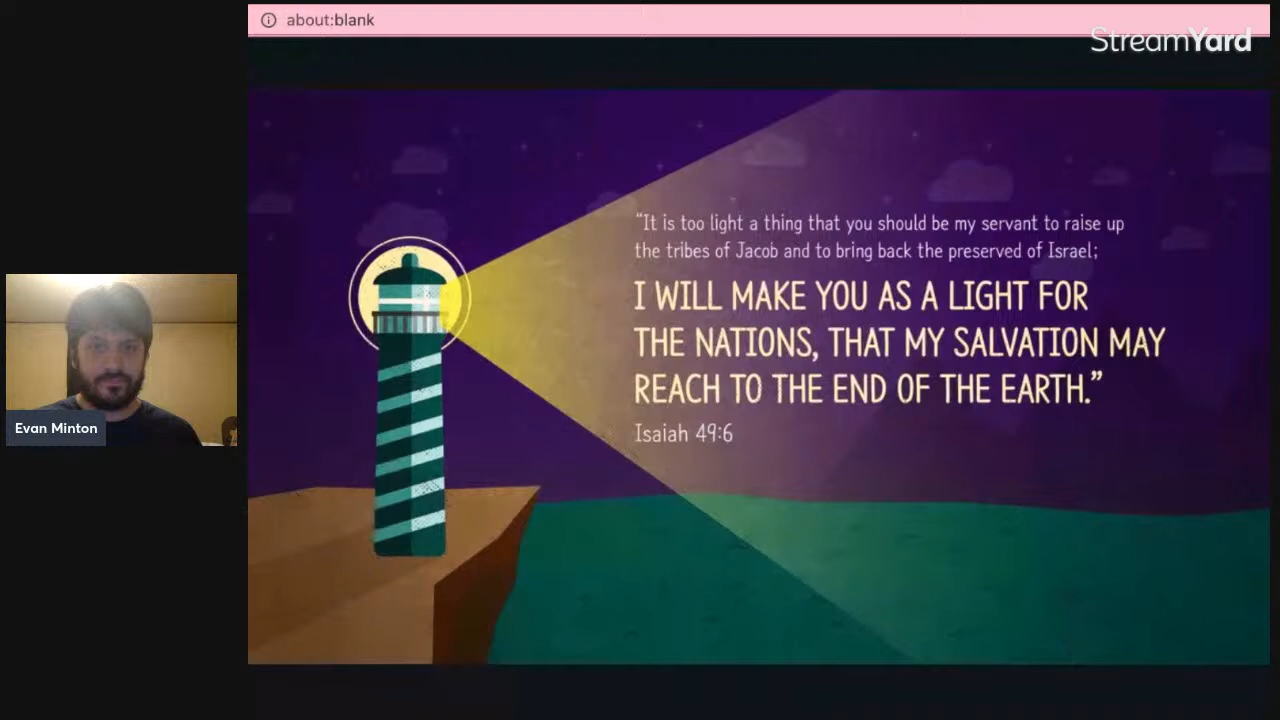 about:blank
StreamYard
“It is too light a thing that you should be my servant to raise up
the tribes of Jacob and to bring back the preserved of Israel;
I WILL MAKE YOU AS A LIGHT FOR
THE NATIONS, THAT MY SALVATION MAY
REACH TO THE END OF THE EARTH.”
Isaiah 49:6
Evan Minton